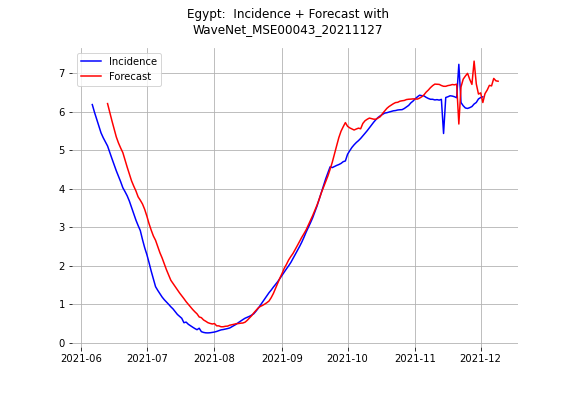 Egypt:  Incidence + Forecast with
WaveNet_MSE00043_20211127
Incidence
Forecast
7
6
5
4
3
2
1
0
2021-06 2021-07 2021-08 2021-09 2021-10 2021-11 2021-12